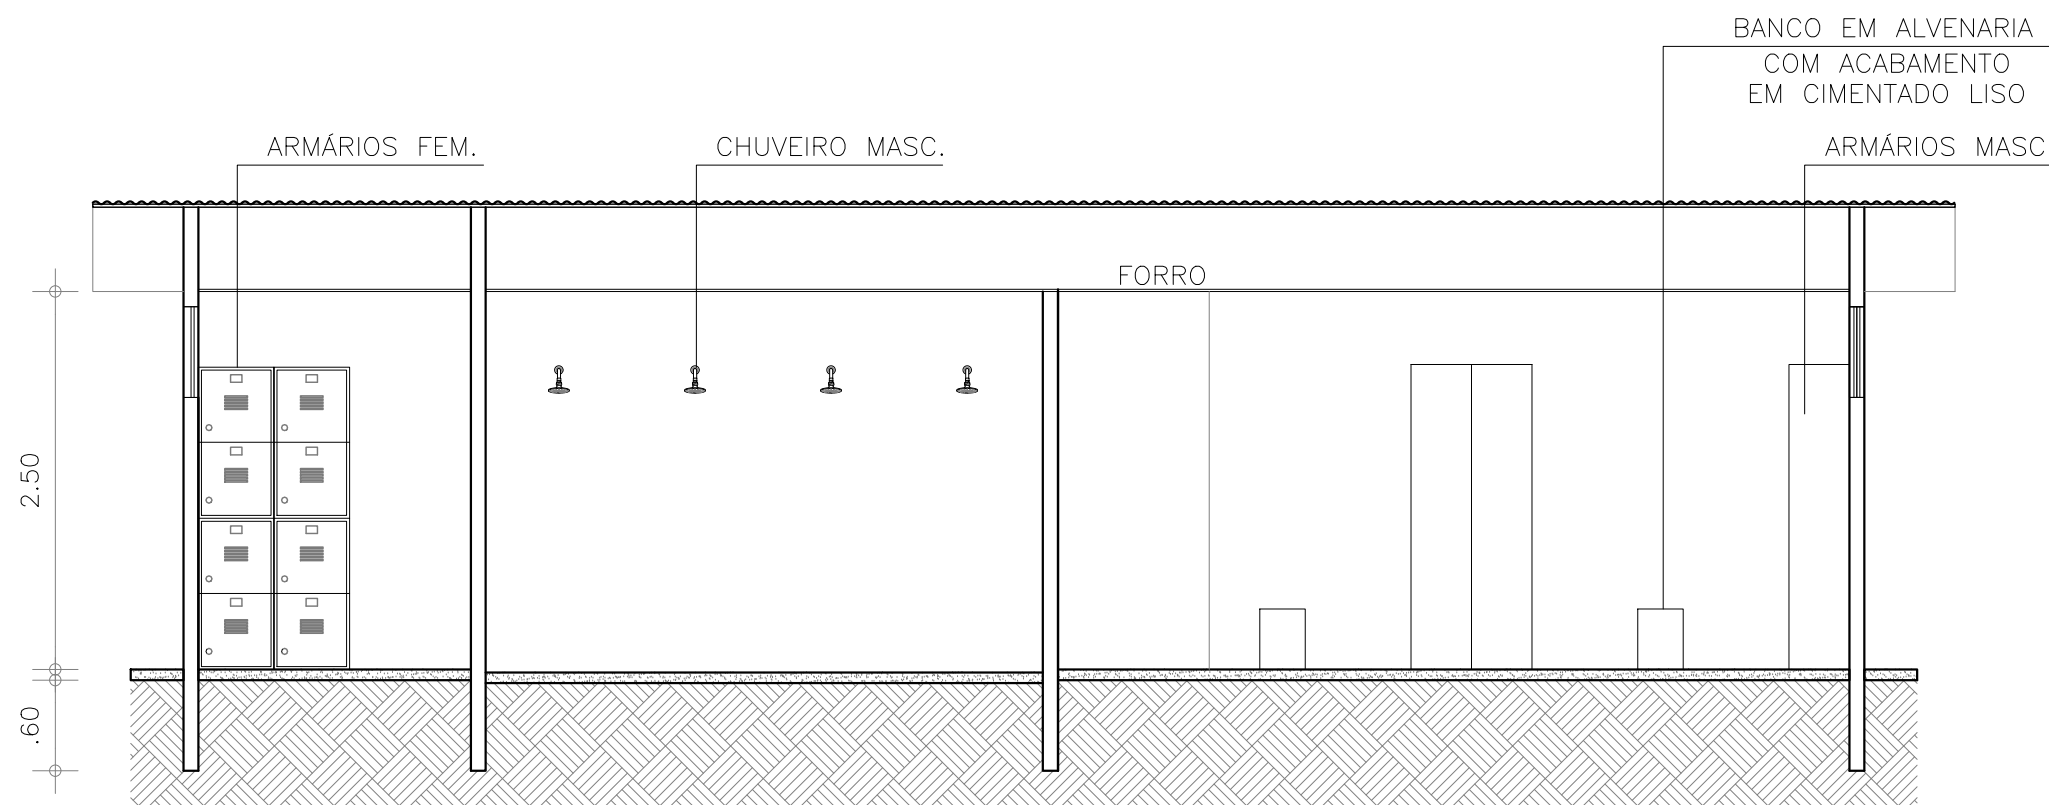 BANCO EM ALVENARIA
COM ACABAMENTO
EM CIMENTADO LISO
ARMÁRIOS FEM.
CHUVEIRO MASC.
ARMÁRIOS MASC
FORRO
2.50
.60